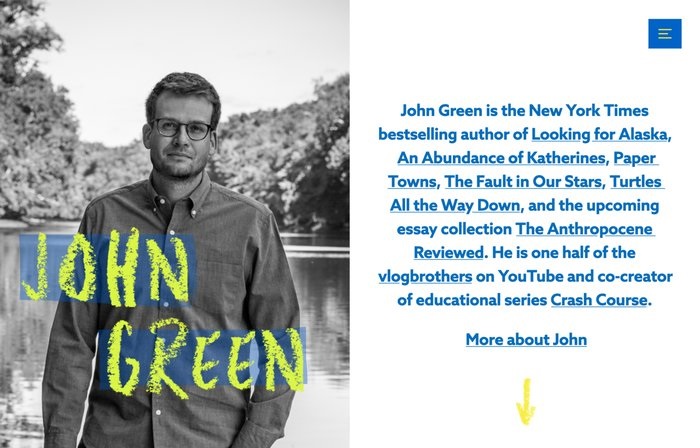 JOHN
GREEN
John Green is the New York Times
bestselling author of Looking for Alaska,
An Abundance of Katherines, Paper
Towns, The Fault in Our Stars, Turtles
All the Way Down, and the upcoming
essay collection The Anthropocene
Reviewed. He is one half of the
vlogbrothers on YouTube and co-creator
of educational series Crash Course.
More about John